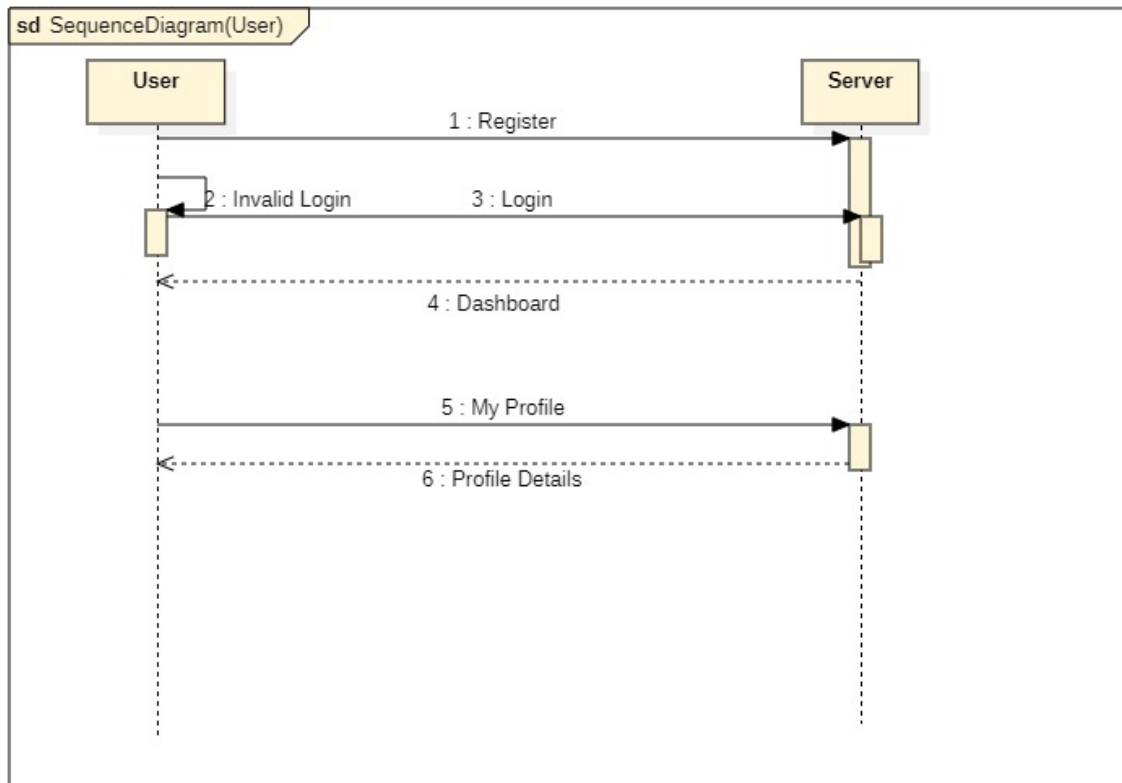 sd SequenceDiagram(User)
User
Server
1 : Register
2 : Invalid Login
3 : Login
4 : Dashboard
5 : My Profile
6 : Profile Details